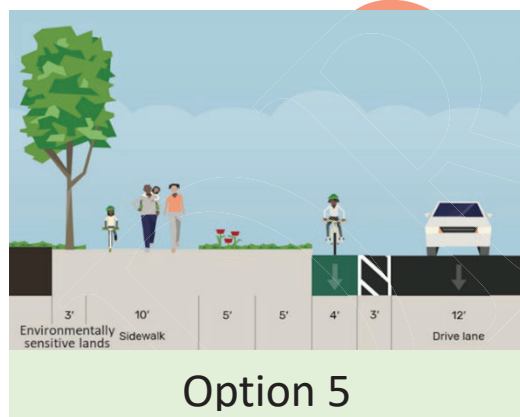 3' 10' 5' 5' 4' 3' 12'
Environmentally
sensitive lands Sidewalk Drive lane
Option 5